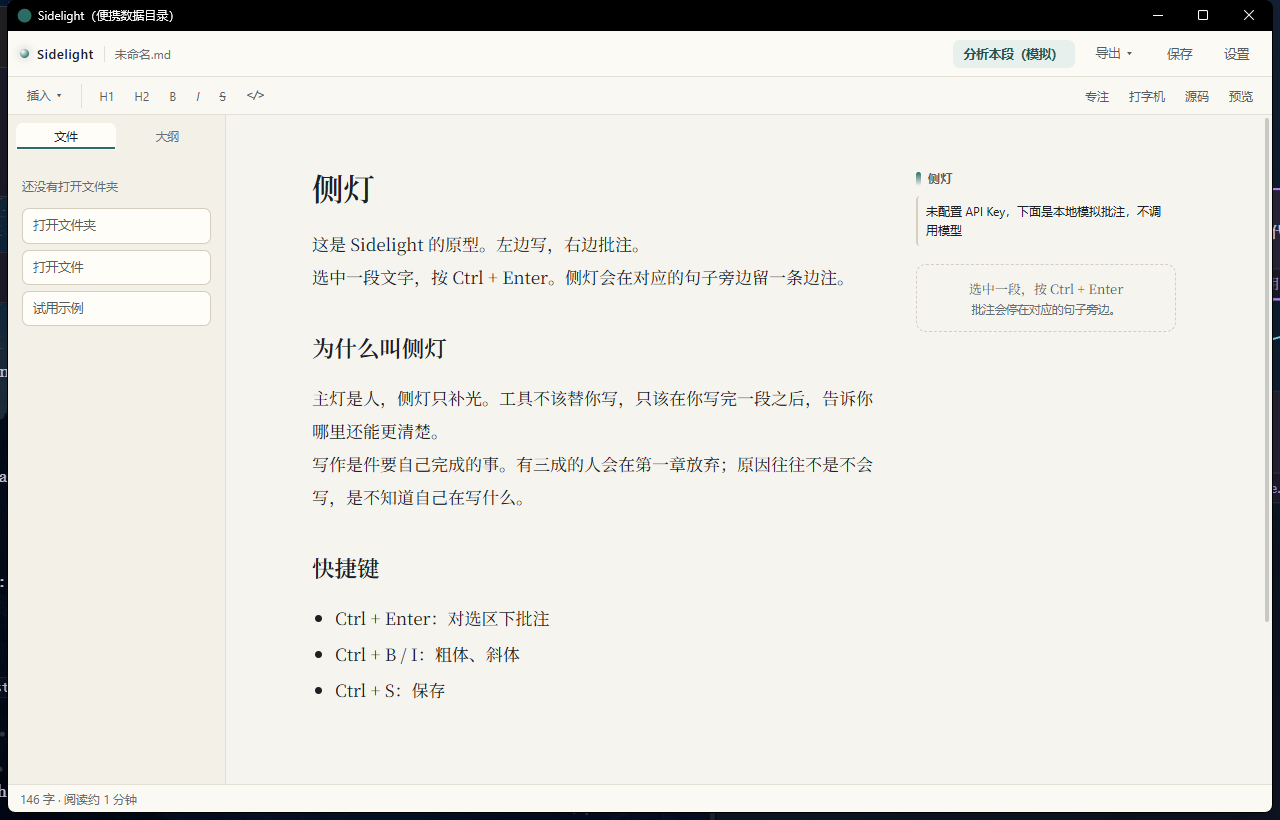 Sidelight（便携数据目录）
Sidelight
未命名.md
分析本段（模拟）
导出
保存
设置
插入
H1
H2
B
I
S
</>
专注
打字机
源码
预览
文件
大纲
还没有打开文件夹
打开文件夹
打开文件
试用示例
侧灯
这是 Sidelight 的原型。左边写，右边批注。
选中一段文字，按 Ctrl + Enter。侧灯会在对应的句子旁边留一条边注。
为什么叫侧灯
主灯是人，侧灯只补光。工具不该替你写，只该在你写完一段之后，告诉你
哪里还能更清楚。
写作是件要自己完成的事。有三成的人会在第一章放弃；原因往往不是不会
写，是不知道自己在写什么。
快捷键
Ctrl + Enter：对选区下批注
Ctrl + B / I：粗体、斜体
Ctrl + S：保存
侧灯
未配置 API Key，下面是本地模拟批注，不调
用模型
选中一段，按 Ctrl + Enter
批注会停在对应的句子旁边。
146 字 · 阅读约 1 分钟